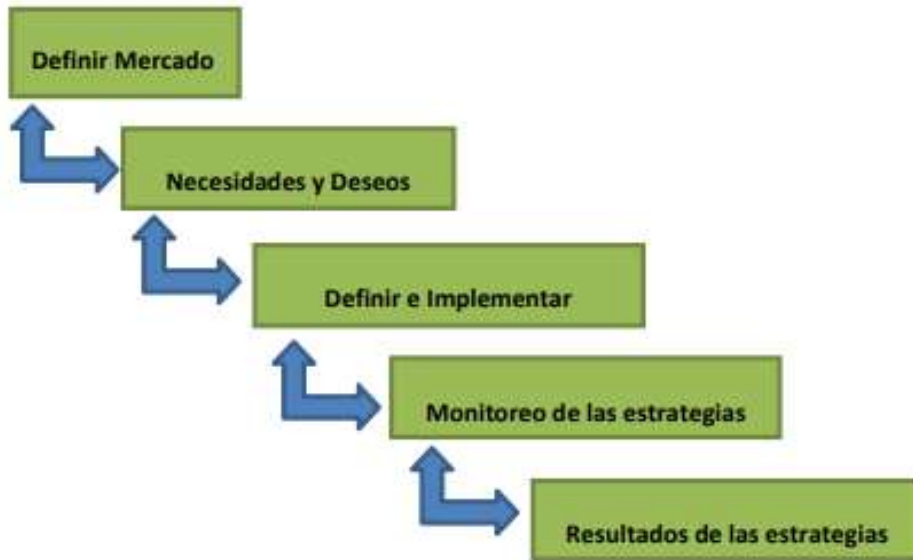 Definir Mercado
Necesidades y Deseos
Definir e Implementar
Monitoreo de las estrategias
Resultados de las estrategias